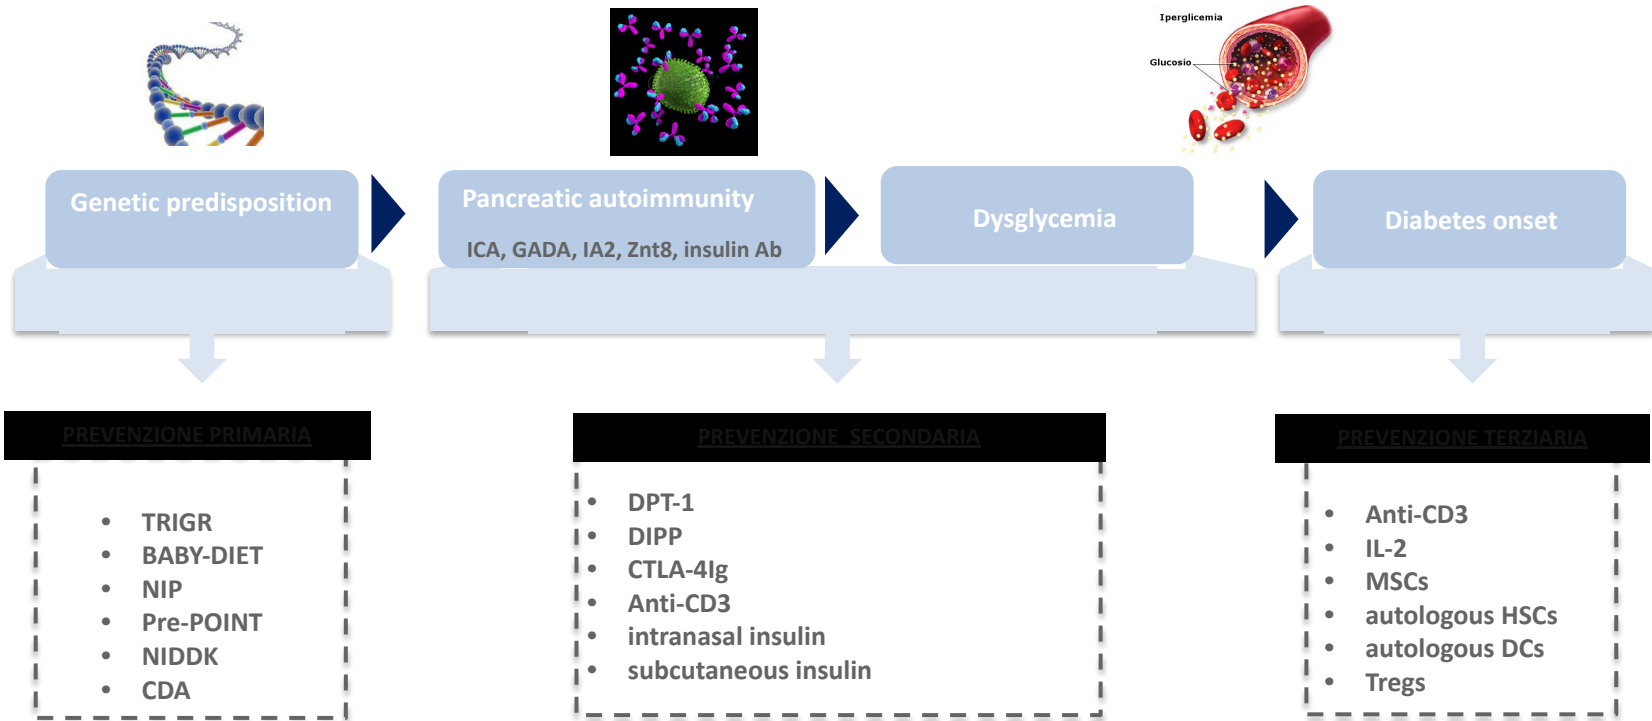 Iperglicemia
Glucosio
Genetic predisposition
Pancreatic autoimmunity
ICA, GADA, IA2, Znt8, insulin Ab
Dysglycemia
Diabetes onset
PREVENZIONE PRIMARIA
• TRIGR
• BABY-DIET
• NIP
• Pre-POINT
• NIDDK
• CDA
PREVENZIONE SECONDARIA
• DPT-1
• DIPP
• CTLA-4Ig
• Anti-CD3
• intranasal insulin
• subcutaneous insulin
PREVENZIONE TERZIARIA
• Anti-CD3
• IL-2
• MSCs
• autologous HSCs
• autologous DCs
• Tregs